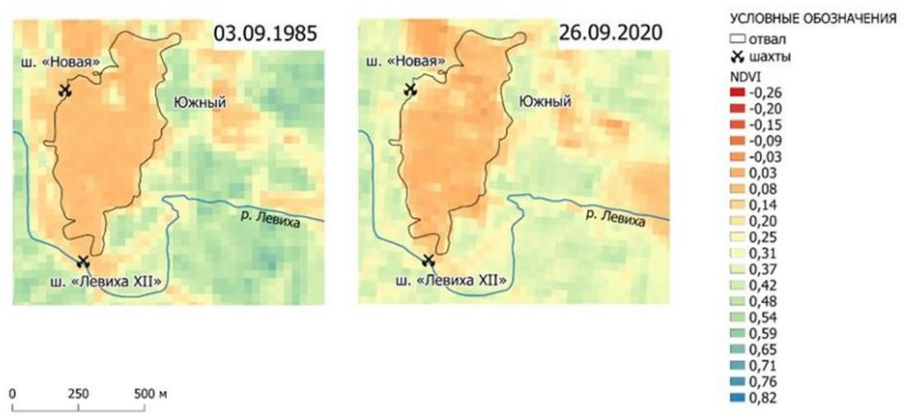 03.09.1985
ш. «Новая»
Южный
р. Левиха
ш. «Левиха XII»
26.09.2020
ш. «Новая»
Южный
р. Левиха
ш. «Левиха XII»
0 250 500 м
УСЛОВНЫЕ ОБОЗНАЧЕНИЯ
отвал
шахты
NDVI
-0,26
-0,20
-0,15
-0,09
-0,03
0,03
0,08
0,14
0,20
0,25
0,31
0,37
0,42
0,48
0,54
0,59
0,65
0,71
0,76
0,82